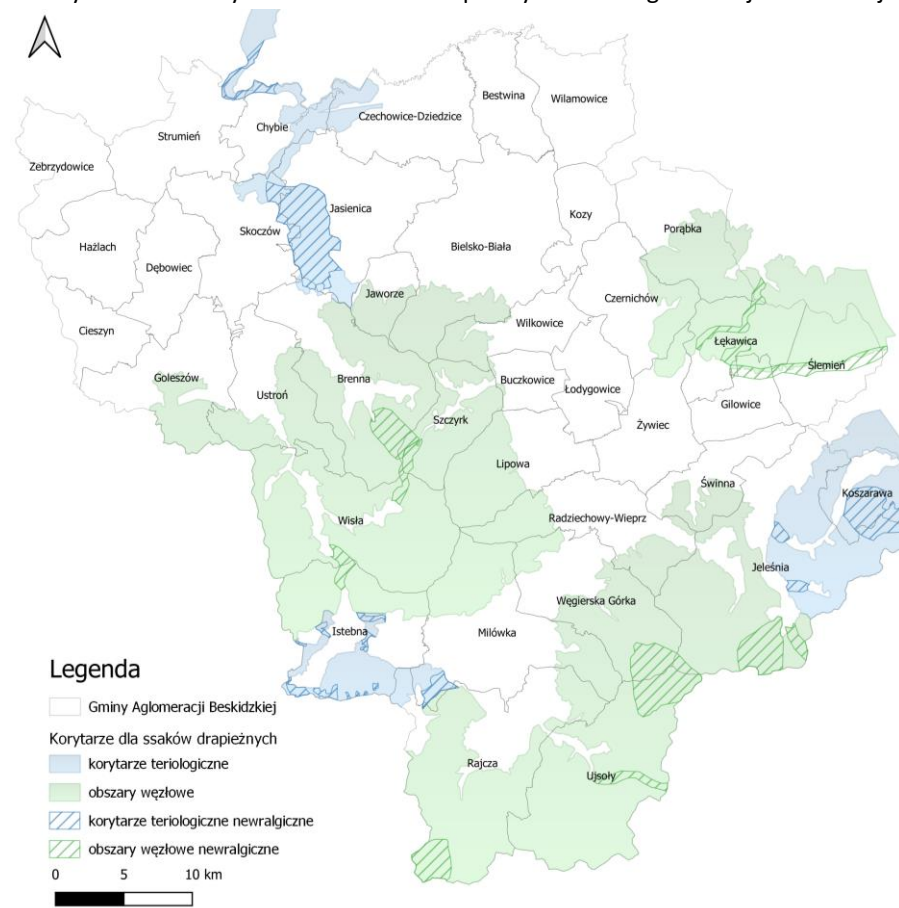 Bestwina
Wilamowice
Czechowice-Dziedzice
Chybie
Strumień
Zebrzydowice
Jasienica
Kozy
Skoczów
Porąbka
Hażlach
Bielsko-Biała
Dębowiec
Jaworze
Czernichów
Cieszyn
Wilkowice
Łękawica
Ślemień
Goleszów
Brenna
Buczkowice
Ustroń
Łodygowice
Gilowice
Szczyrk
Żywiec
Lipowa
Świnna
Koszarawa
Wisła
Radziechowy-Wieprz
Jeleśnia
Węgierska Górka
Istebna
Milówka
Rajcza
Ujsoły
Legenda
Gminy Aglomeracji Beskidzkiej
Korytarze dla ssaków drapieżnych
korytarze teriologiczne
obszary węzłowe
korytarze teriologiczne newralgiczne
obszary węzłowe newralgiczne
0 5 10 km